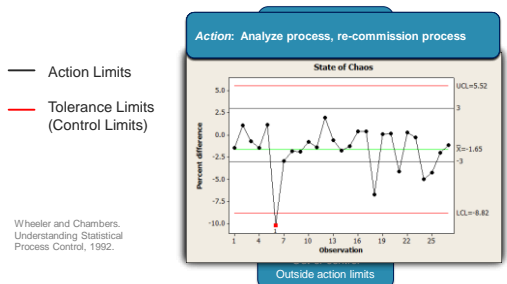 Action: Analyze process, re-commission process
Action Limits
Tolerance Limits
(Control Limits)
Wheeler and Chambers.
Understanding Statistical
Process Control, 1992.
State of Chaos
Percent difference
5.0
2.5
0.0
-2.5
-5.0
-7.5
-10.0
UCL=5.52
3
X=-1.65
-3
LCL=-8.82
1
1 4 7 10 13 16 19 22 25
Observation
Outside action limits